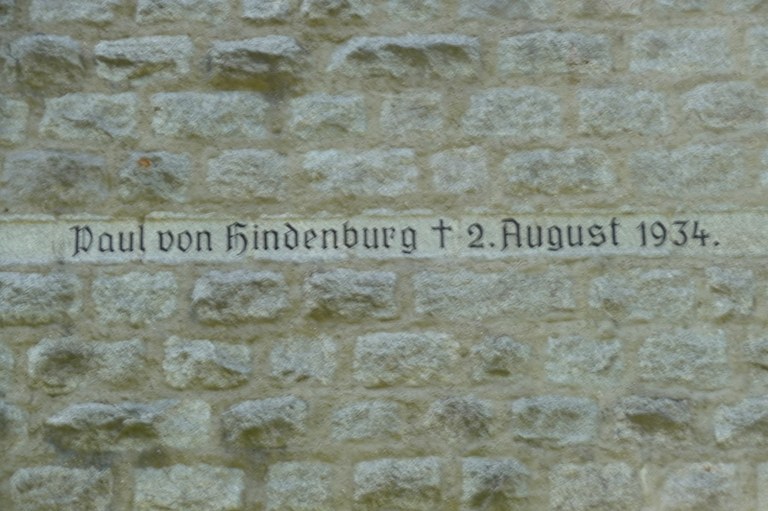 Paul von Hindenburg † 2. August 1934.